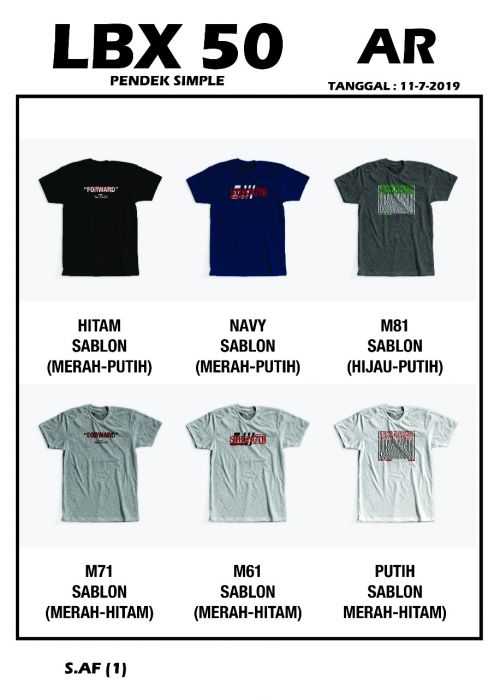 LBX 50
AR
PENDEK SIMPLE
TANGGAL : 11-7-2019
"FORWARD"
HITAM
SABLON
(MERAH-PUTIH)
NAVY
SABLON
(MERAH-PUTIH)
M81
SABLON
(HIJAU-PUTIH)
"FORWARD"
STRENGTH
M71
SABLON
(MERAH-HITAM)
M61
SABLON
(MERAH-HITAM)
PUTIH
SABLON
MERAH-HITAM)
S.AF (1)